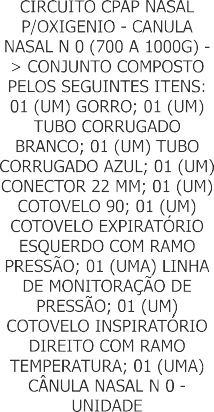 CIRCUITO CPAP NASAL
P/OXIGENIO - CANULA
NASAL N 0 (700 A 1000G) -
> CONJUNTO COMPOSTO
PELOS SEGUINTES ITENS:
01 (UM) GORRO; 01 (UM)
TUBO CORRUGADO
BRANCO; 01 (UM) TUBO
CORRUGADO AZUL; 01 (UM)
CONECTOR 22 MM; 01 (UM)
COTOVELO 90; 01 (UM)
COTOVELO EXPIRATÓRIO
ESQUERDO COM RAMO
PRESSÃO; 01 (UMA) LINHA
DE MONITORAÇÃO DE
PRESSÃO; 01 (UM)
COTOVELO INSPIRATÓRIO
DIREITO COM RAMO
TEMPERATURA; 01 (UMA)
CÂNULA NASAL N 0 -
UNIDADE